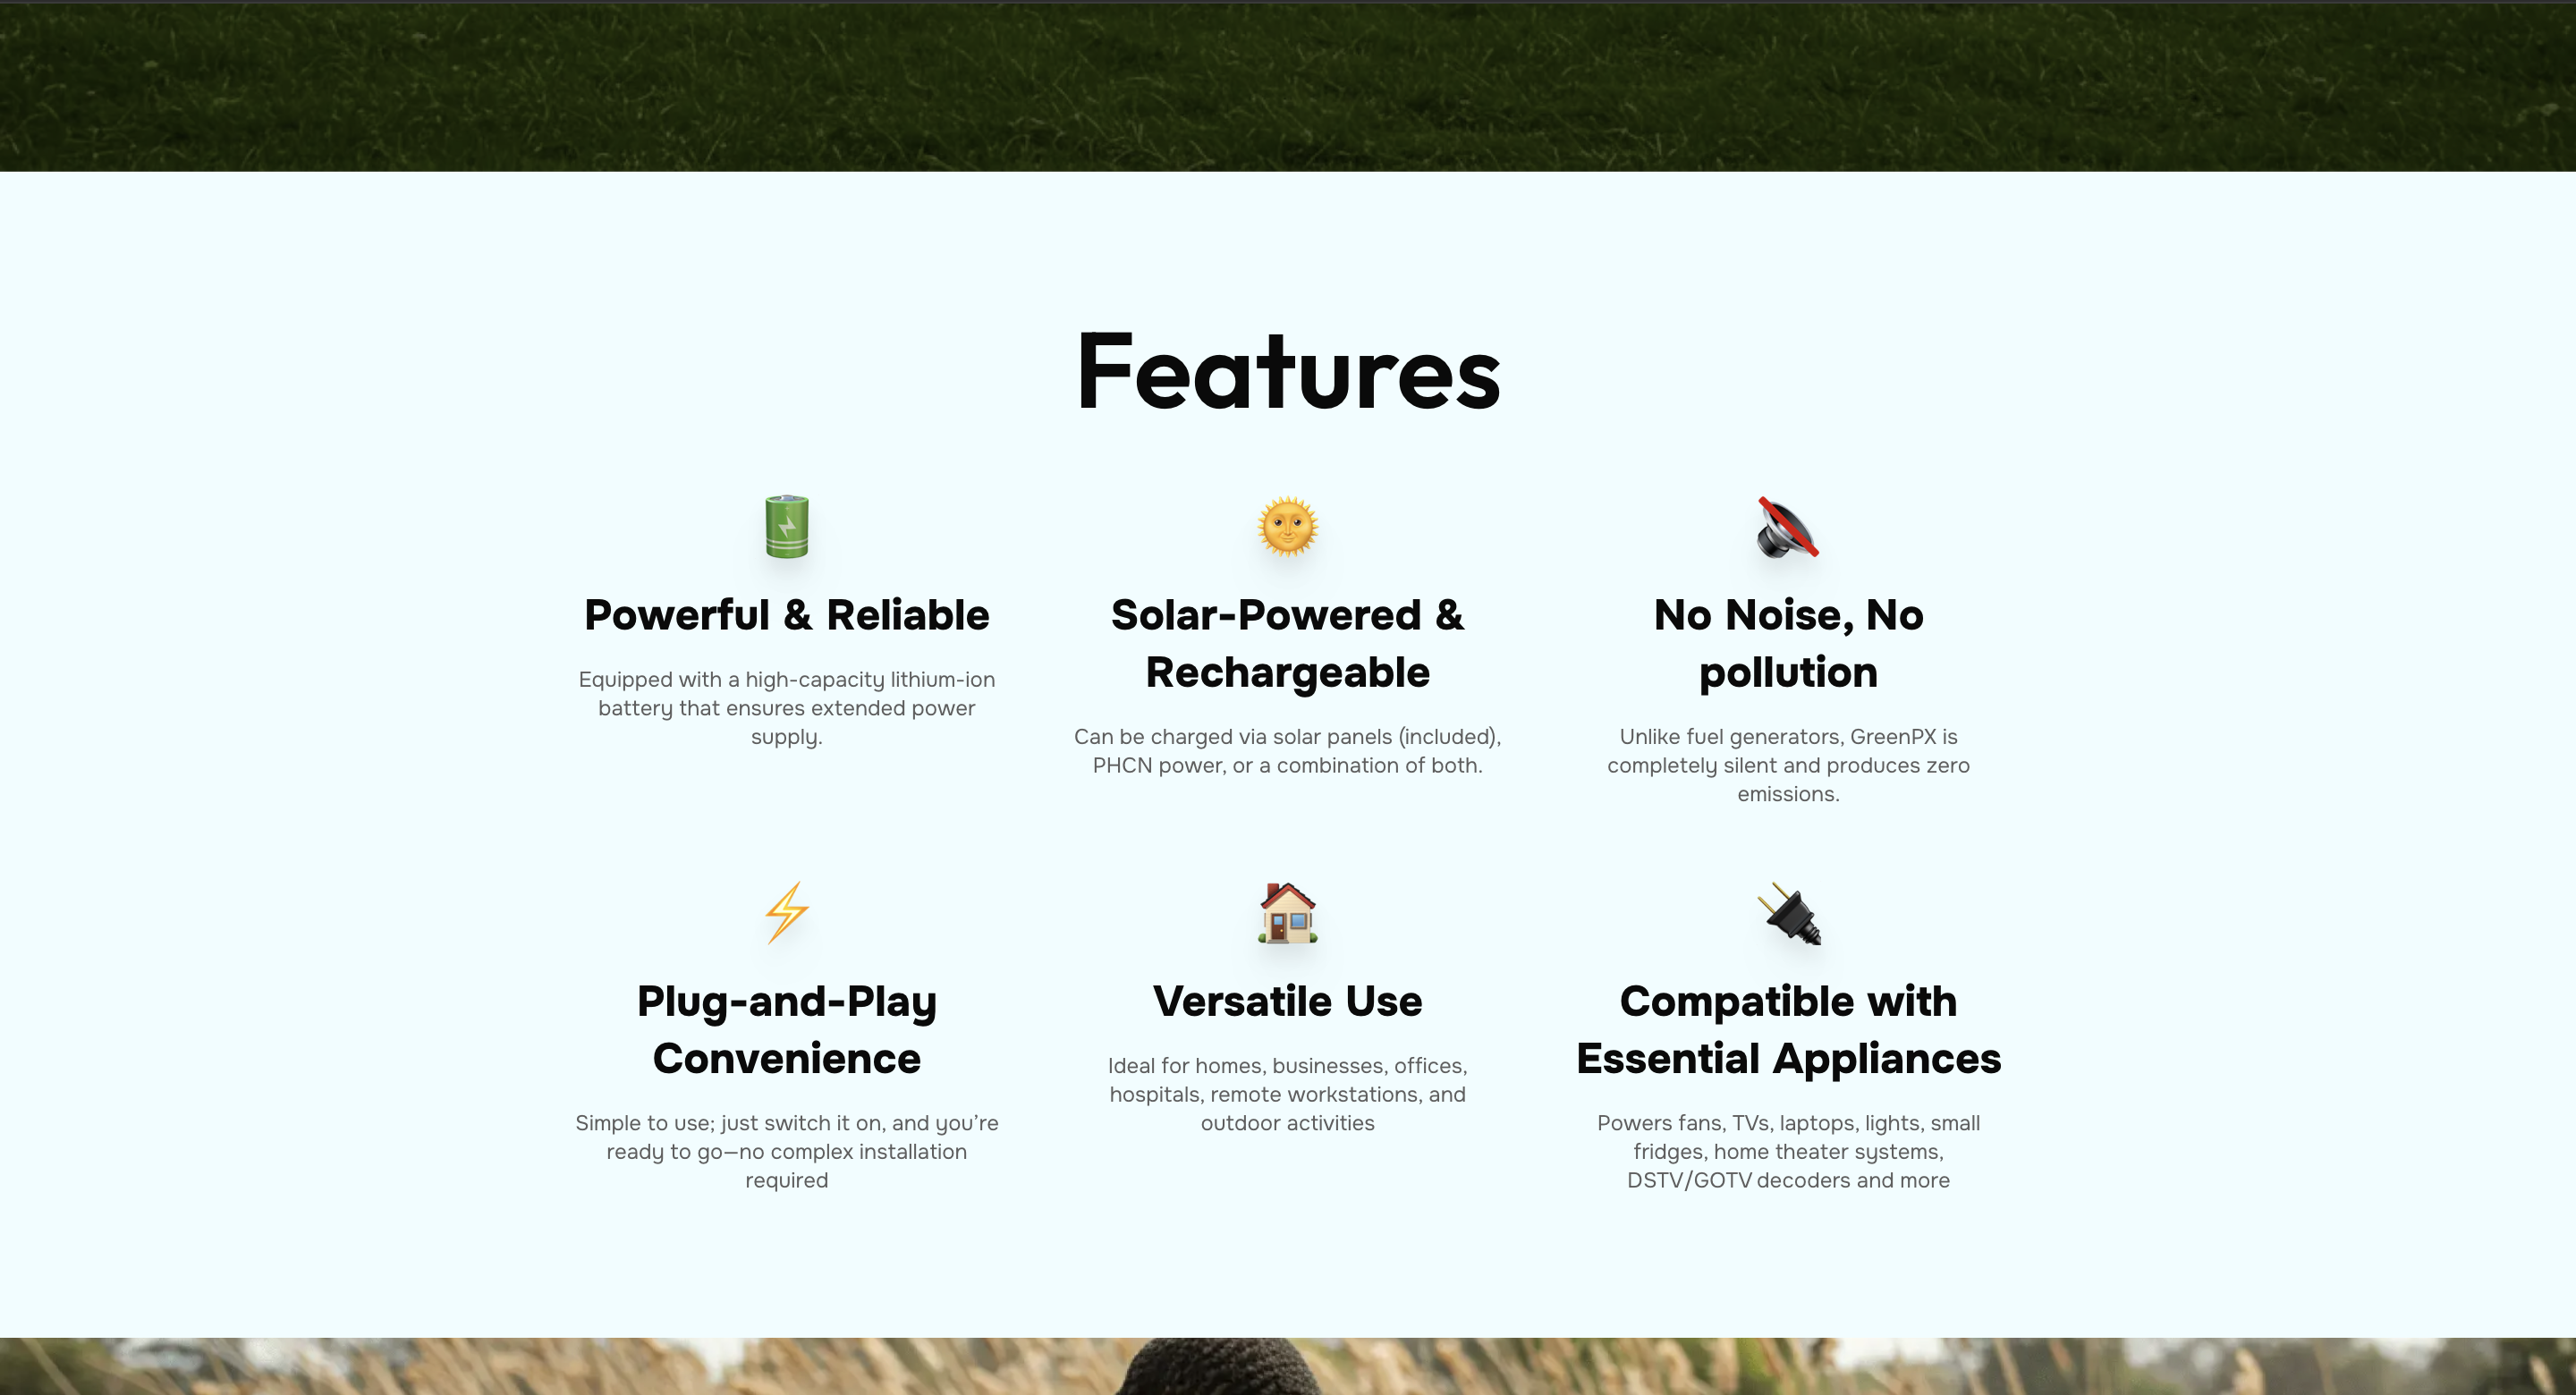 Features
Powerful & Reliable
Equipped with a high-capacity lithium-ion
battery that ensures extended power
supply.
Solar-Powered &
Rechargeable
Can be charged via solar panels (included),
PHCN power, or a combination of both.
No Noise, No
pollution
Unlike fuel generators, GreenPX is
completely silent and produces zero
emissions.
Plug-and-Play
Convenience
Simple to use; just switch it on, and you’re
ready to go—no complex installation
required
Versatile Use
Ideal for homes, businesses, offices,
hospitals, remote workstations, and
outdoor activities
Compatible with
Essential Appliances
Powers fans, TVs, laptops, lights, small
fridges, home theater systems,
DSTV/GOTV decoders and more